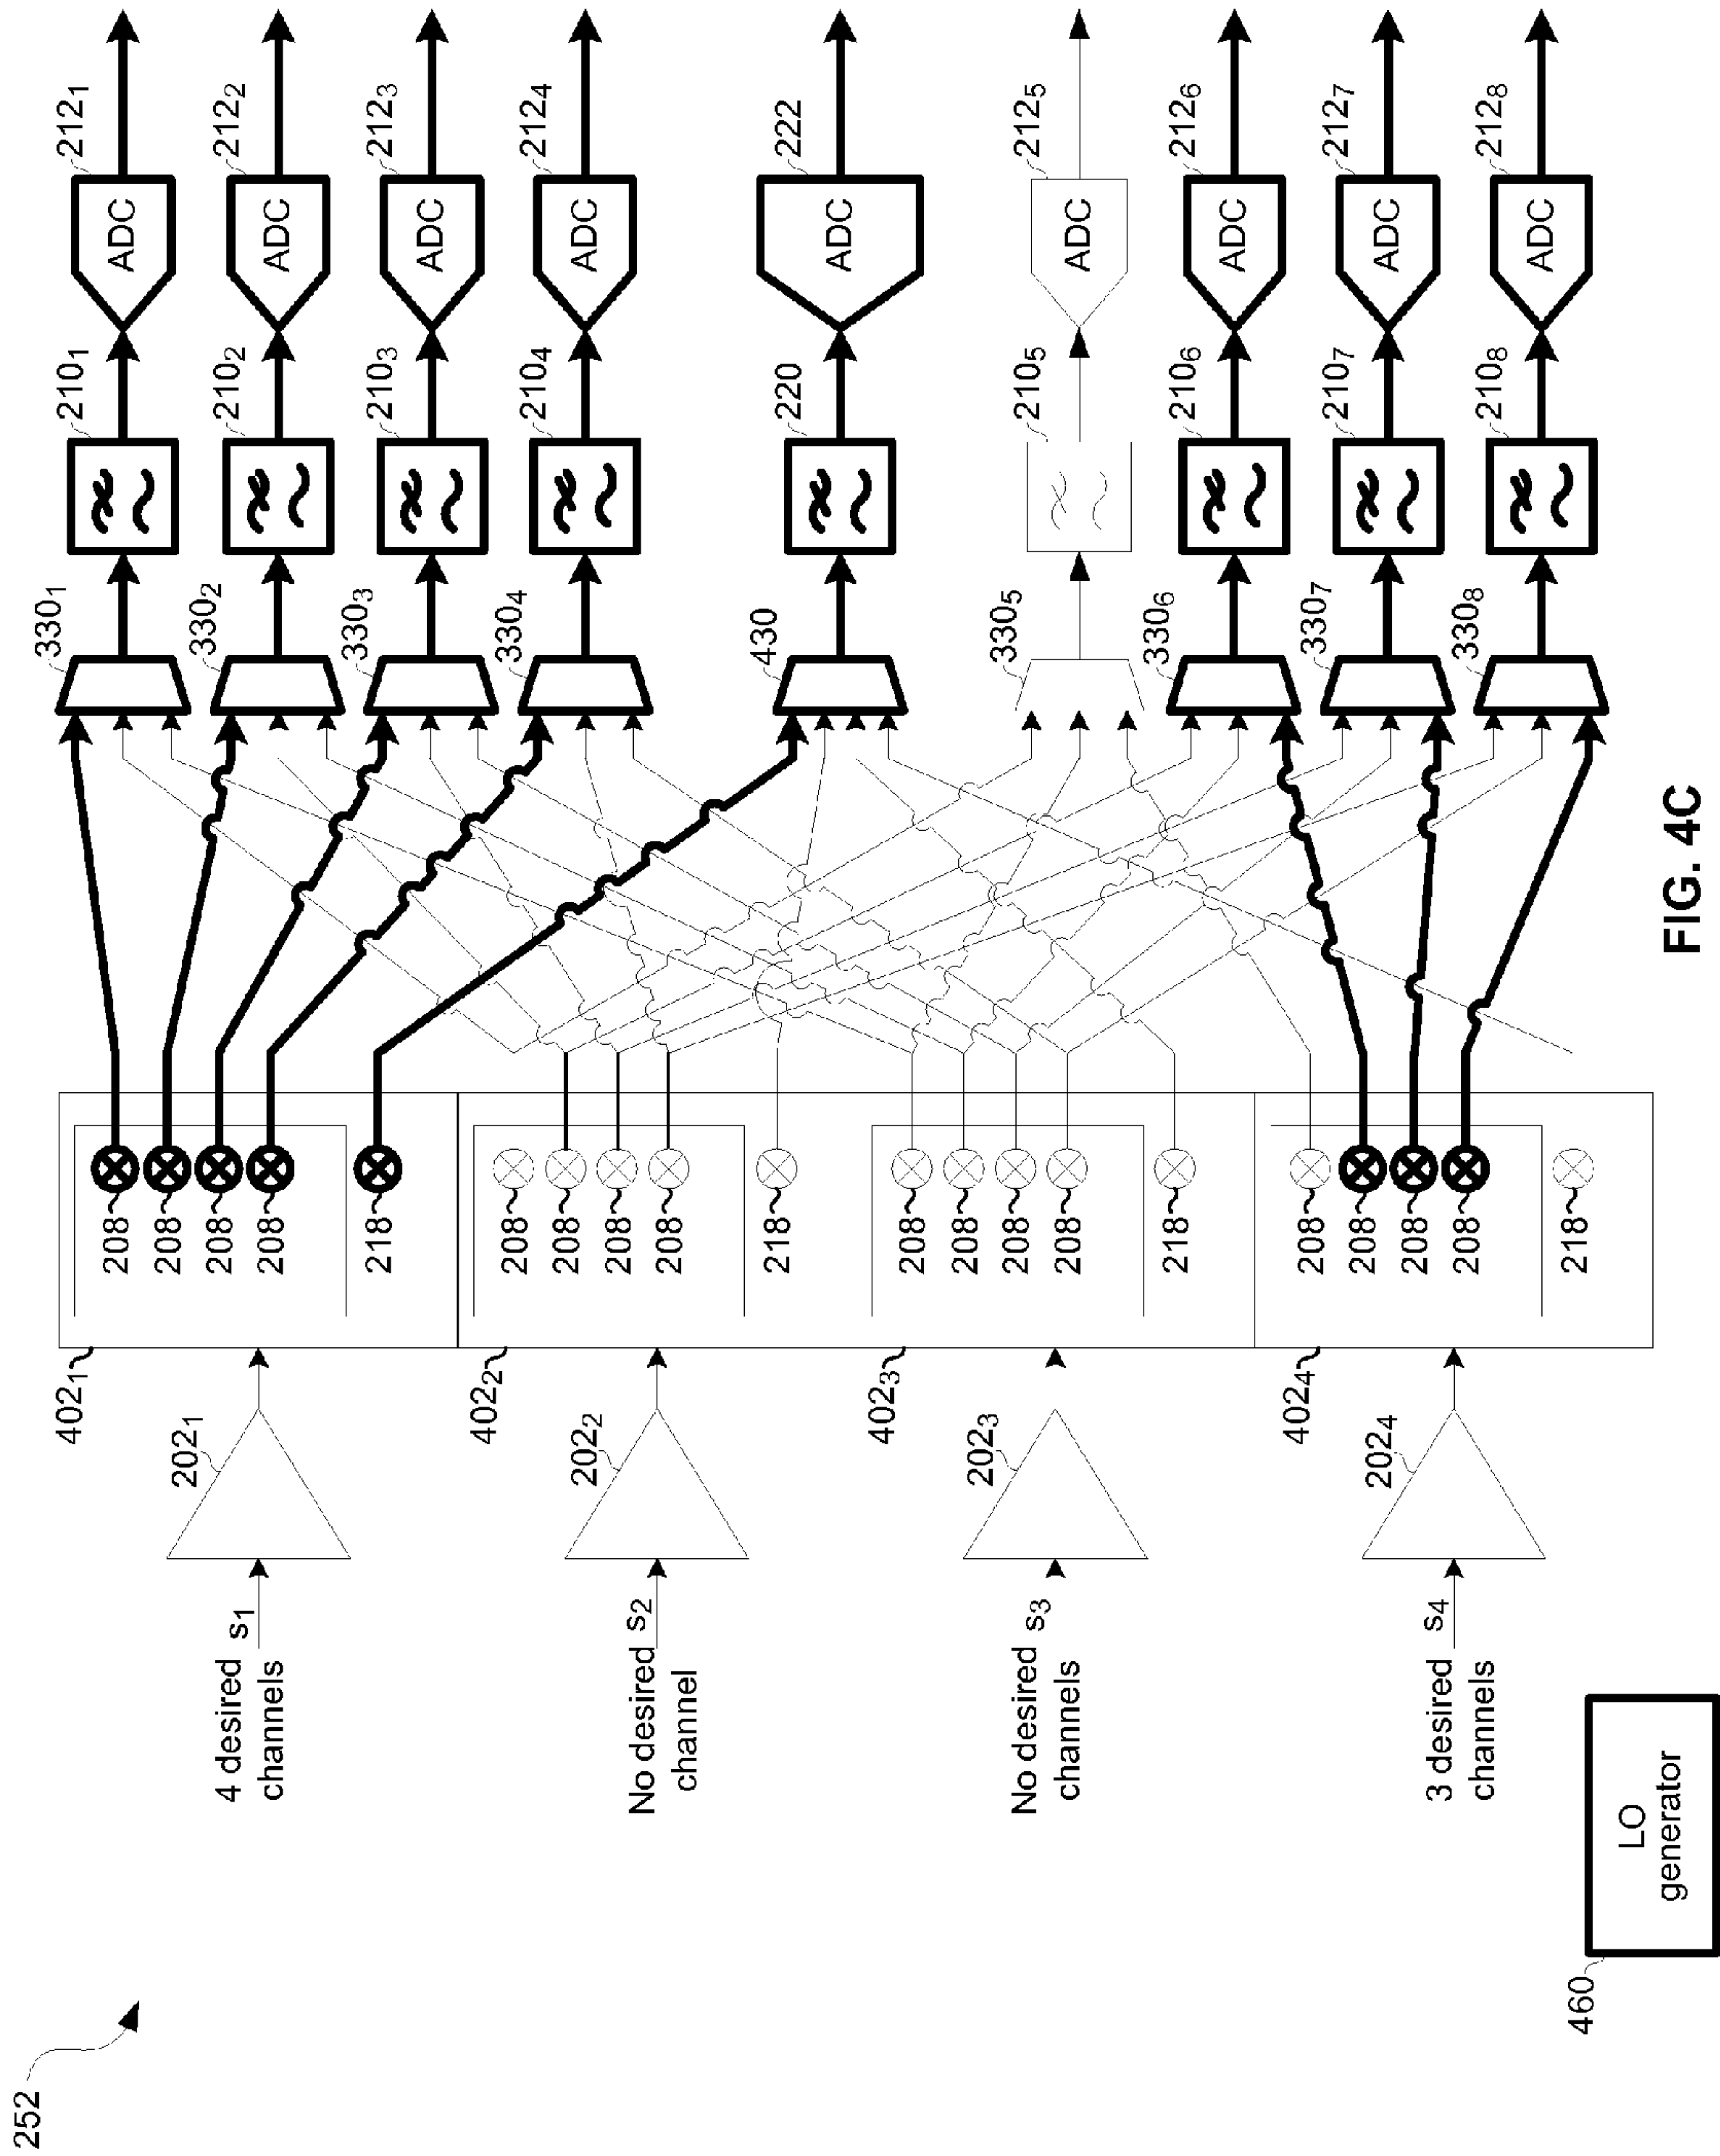 252
4 desired
channels
s1
2021
4021
208
208
208
208
218
3301
3302
3303
3304
2101
2102
2103
2104
2121
2122
2123
2124
ADC
ADC
ADC
ADC
No desired
channel
s2
2022
4022
208
208
208
208
218
430
220
222
ADC
No desired
channels
s3
2023
4023
208
208
208
208
218
3305
2105
2125
ADC
3 desired
channels
s4
2024
4024
208
208
208
208
218
3306
3307
3308
2106
2107
2108
2126
2127
2128
ADC
ADC
ADC
460
LO
generator
FIG. 4C